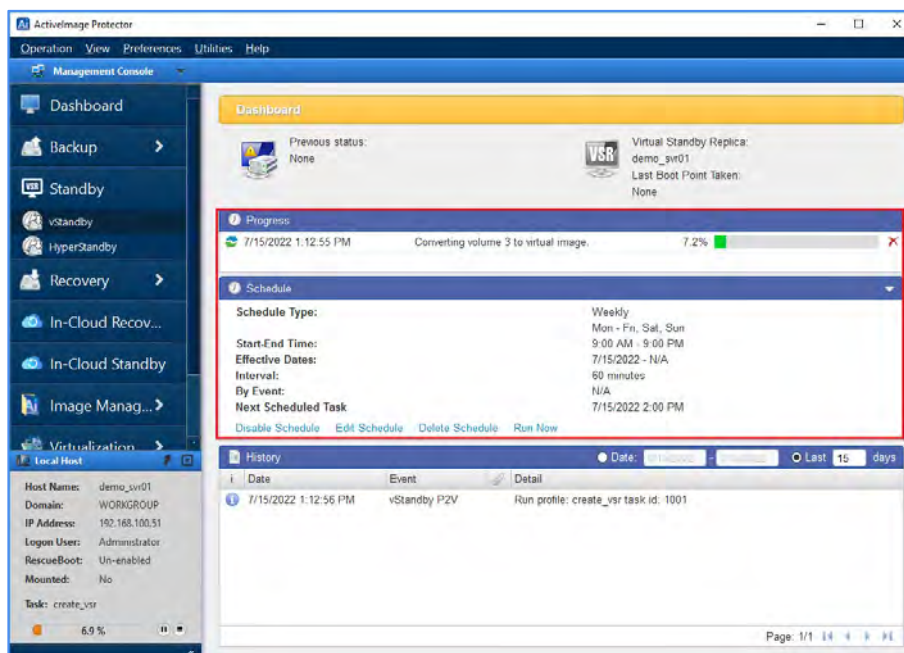 ActiveImage Protector
Operation View Preferences Utilities Help
Management Console
Dashboard
Backup
Standby
vStandby
HyperStandby
Recovery
In-Cloud Recov...
In-Cloud Standby
Image Manag...
Virtualization
Local Host
Host Name: demo_svr01
Domain: WORKGROUP
IP Address: 192.168.100.51
Logon User: Administrator
RescueBoot: Un-enabled
Mounted: No
Task: create_vsr
6.9 %
Dashboard
Previous status:
None
VSR
Virtual Standby Replica:
demo_svr01
Last Boot Point Taken:
None
Progress
7/15/2022 1:12:55 PM Converting volume 3 to virtual image. 7.2%
Schedule
Schedule Type: Weekly
Mon - Fri, Sat, Sun
Start-End Time: 9:00 AM - 9:00 PM
Effective Dates: 7/15/2022 - N/A
Interval: 60 minutes
By Event: N/A
Next Scheduled Task 7/15/2022 2:00 PM
Disable Schedule Edit Schedule Delete Schedule Run Now
History Date: - Last 15 days
i Date Event Detail
7/15/2022 1:12:56 PM vStandby P2V Run profile: create_vsr task id: 1001
Page: 1/1